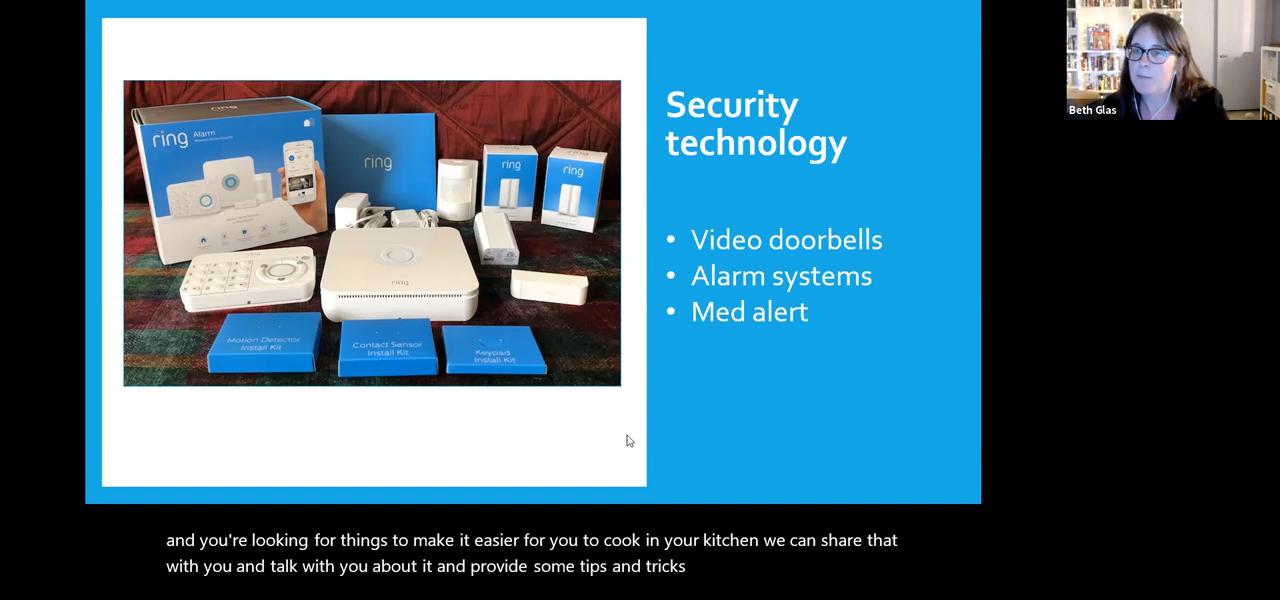 ring Alarm
ring
ring
ring
ring
ring
Motion Detector
Install Kit
Contact Sensor
Install Kit
Keypad
Install Kit
Security
technology
• Video doorbells
• Alarm systems
• Med alert
Beth Glas
and you're looking for things to make it easier for you to cook in your kitchen we can share that
with you and talk with you about it and provide some tips and tricks